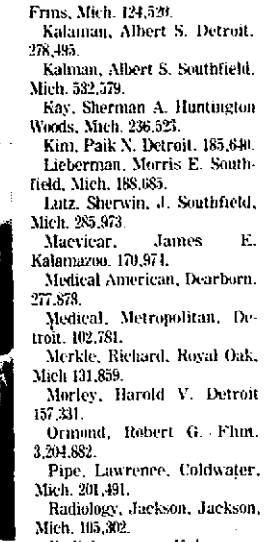 Frms, Mich. 124,520.
Kalaman, Albert S. Detroit.
278,495.
Kalman, Albert S. Southfield,
Mich. 532,579.
Kay, Sherman A. Huntington
Woods, Mich. 236,525.
Kim, Paik N. Detroit. 185,640.
Lieberman, Morris E. South-
field, Mich. 188,085.
Lutz, Sherwin, J. Southfield,
Mich. 285,973
Macvicar, James E.
Kalamazoo. 170,971.
Medical American, Dearborn.
277,878.
Medical, Metropolitan, De-
troit. 102,781.
Merkle, Richard, Royal Oak,
Mich 131,859.
Morley, Harold V. Detroit
157,331.
Ormond, Robert G. Flint.
3,204,882.
Pipe, Lawrence, Coldwater,
Mich. 201,491.
Radiology, Jackson, Jackson,
Mich. 105,302.